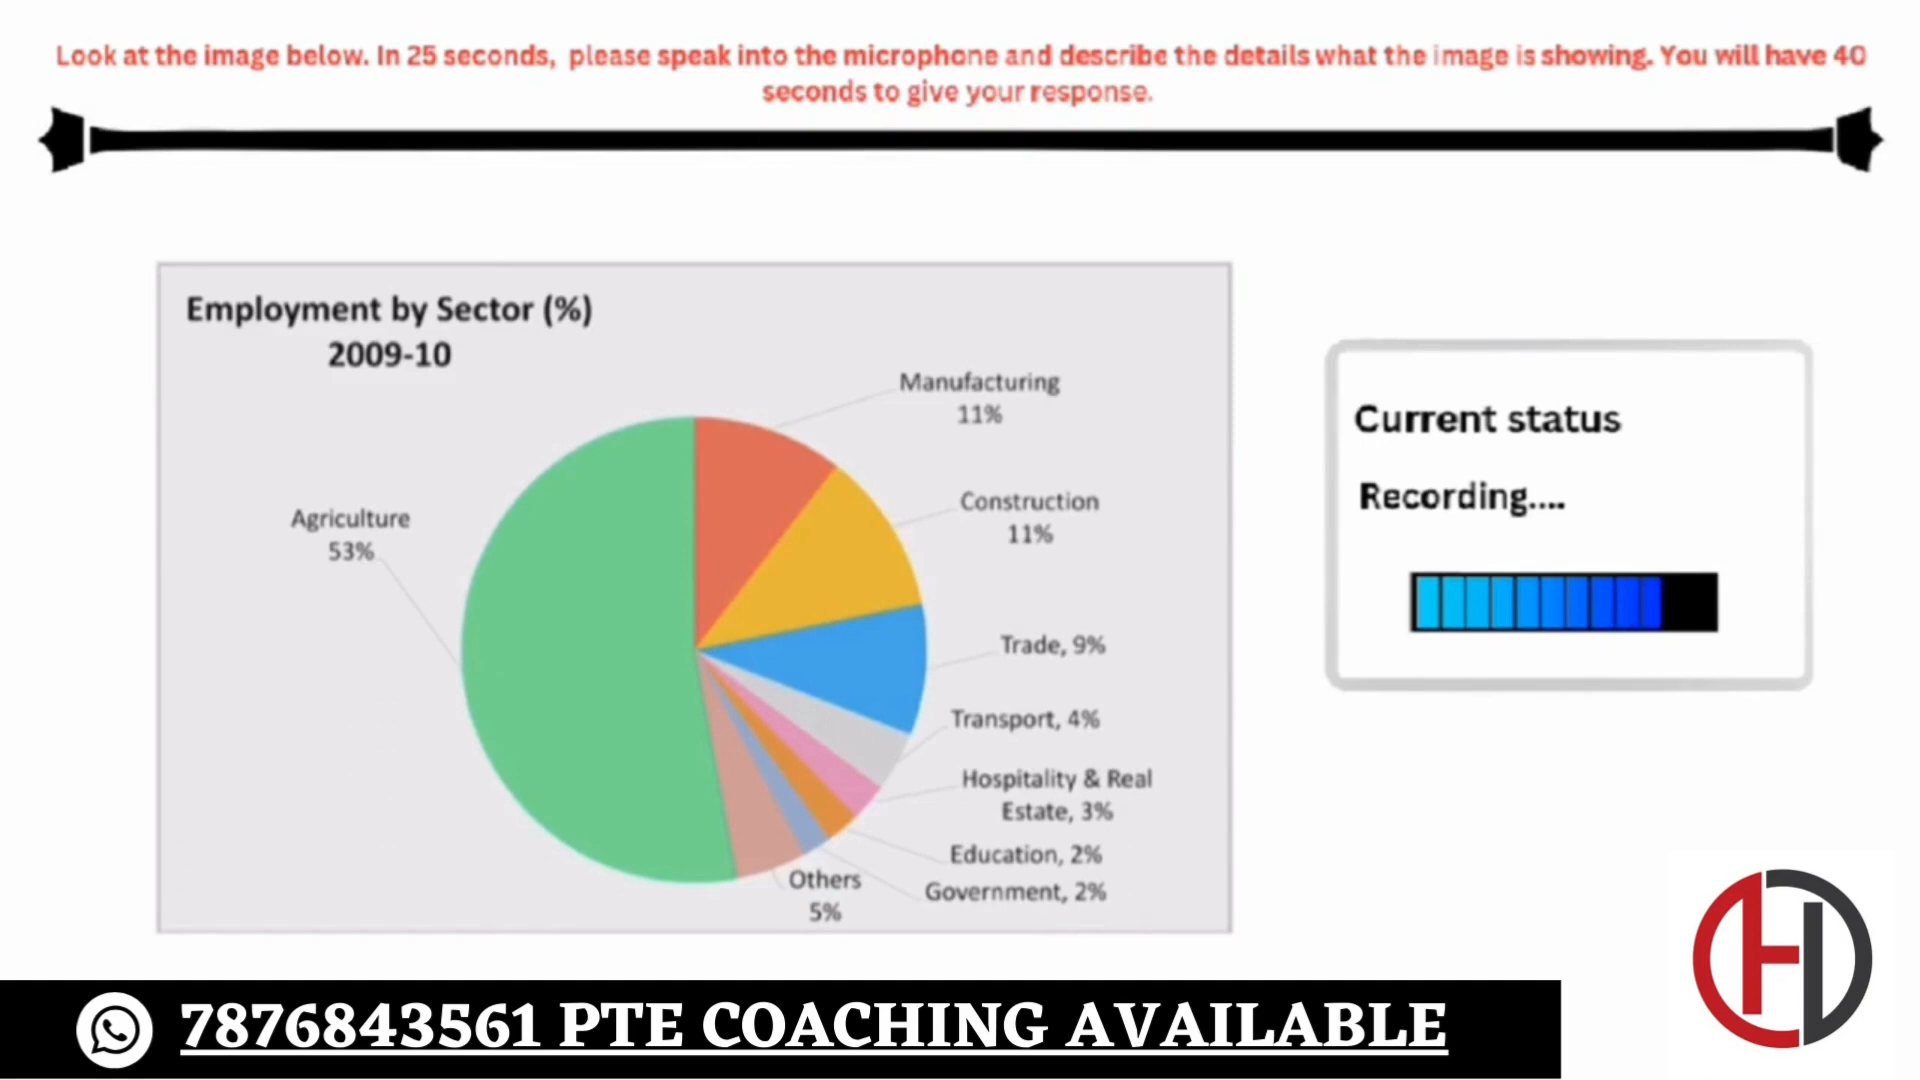 Look at the image below. In 25 seconds, please speak into the microphone and describe the details what the image is showing. You will have 40
seconds to give your response.
Employment by Sector (%)
2009-10
Manufacturing
11%
Construction
11%
Agriculture
53%
Trade, 9%
Transport, 4%
Hospitality & Real
Estate, 3%
Education, 2%
Government, 2%
Others
5%
Current status
Recording....
7876843561 PTE COACHING AVAILABLE